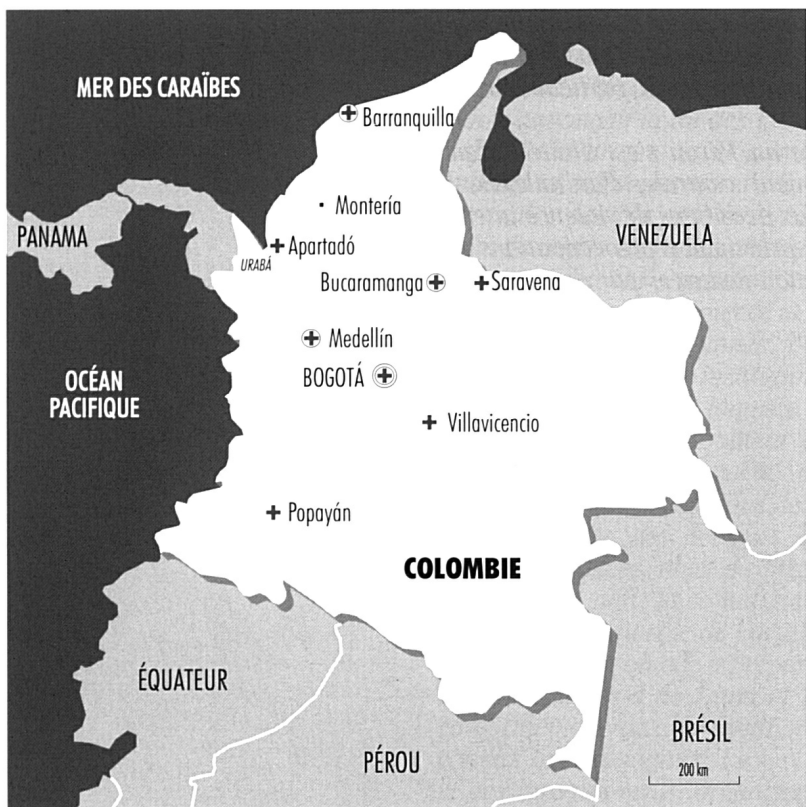 MER DES CARAÏBES
Barranquilla
Montería
PANAMA
Apartadó
URABÁ
VENEZUELA
Bucaramanga
Saravena
Medellín
OCÉAN
PACIFIQUE
BOGOTÁ
Villavicencio
Popayán
COLOMBIE
ÉQUATEUR
PÉROU
BRÉSIL
200 km